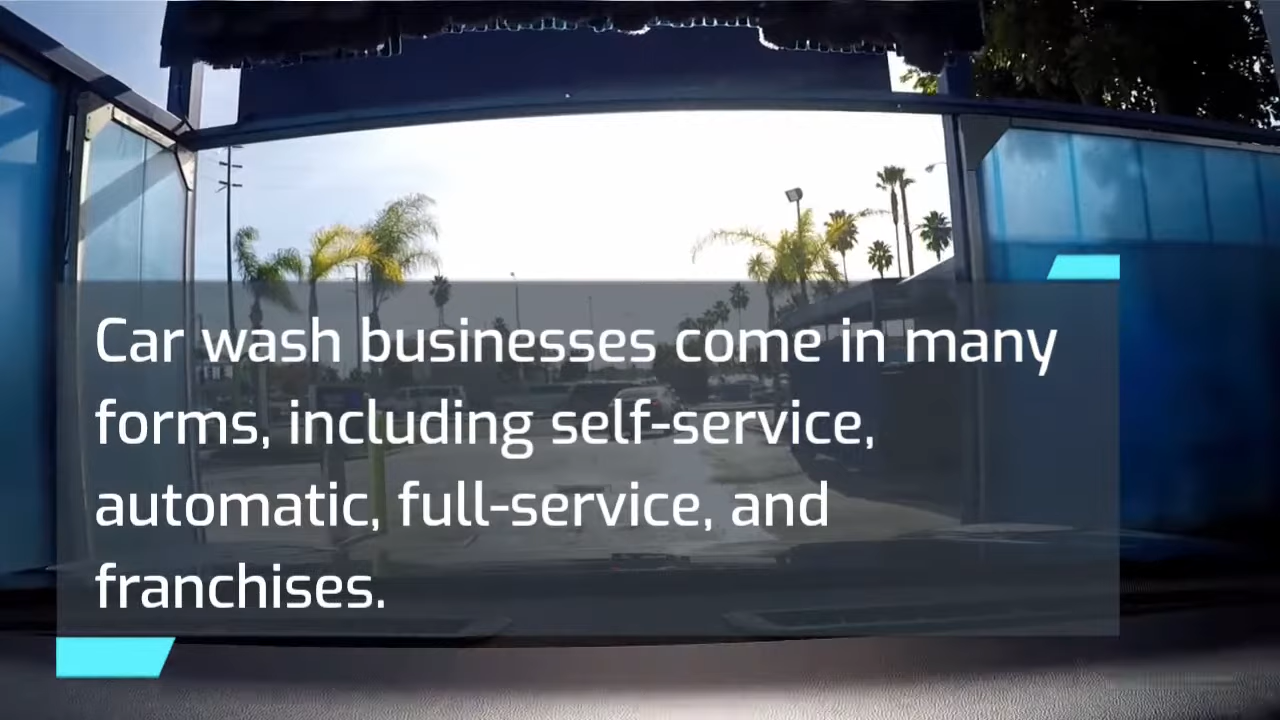 Car wash businesses come in many
forms, including self-service,
automatic, full-service, and
franchises.